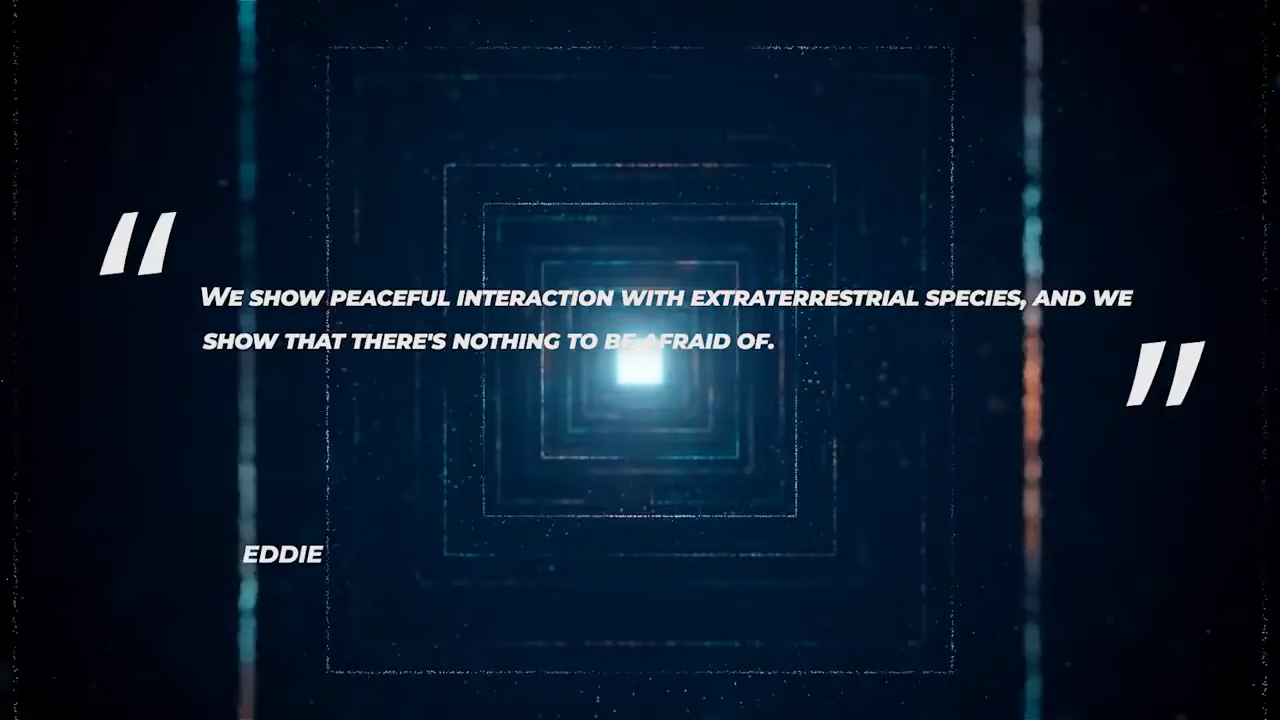 “
We show peaceful interaction with extraterrestrial species, and we
show that there's nothing to be afraid of.
”
Eddie